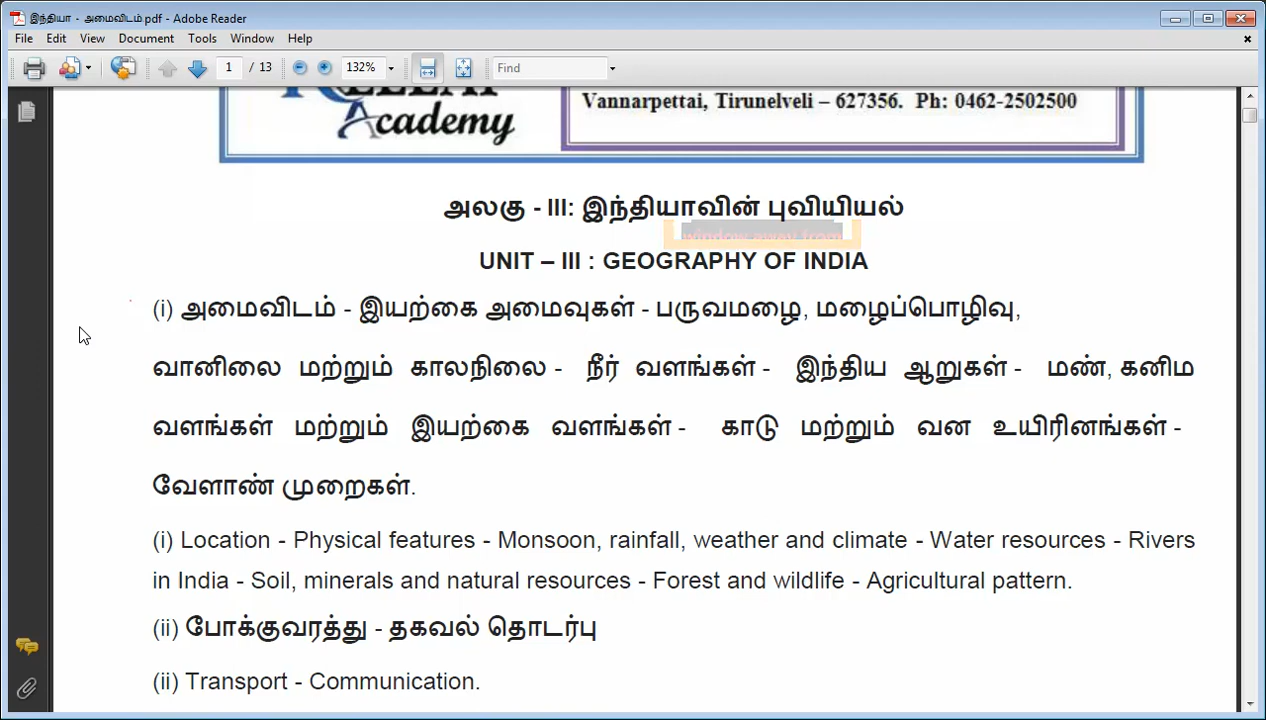 இந்தியா - அமைவிடம்.pdf - Adobe Reader
File Edit View Document Tools Window Help
1 / 13 132% Find
Academy
Vannarpettai, Tirunelveli – 627356. Ph: 0462-2502500
அலகு - III: இந்தியாவின் புவியியல்
window away from
UNIT – III : GEOGRAPHY OF INDIA
(i) அமைவிடம் - இயற்கை அமைவுகள் - பருவமழை, மழைப்பொழிவு,
வானிலை மற்றும் காலநிலை - நீர் வளங்கள் - இந்திய ஆறுகள் - மண், கனிம
வளங்கள் மற்றும் இயற்கை வளங்கள் - காடு மற்றும் வன உயிரினங்கள் -
வேளாண் முறைகள்.
(i) Location - Physical features - Monsoon, rainfall, weather and climate - Water resources - Rivers
in India - Soil, minerals and natural resources - Forest and wildlife - Agricultural pattern.
(ii) போக்குவரத்து - தகவல் தொடர்பு
(ii) Transport - Communication.